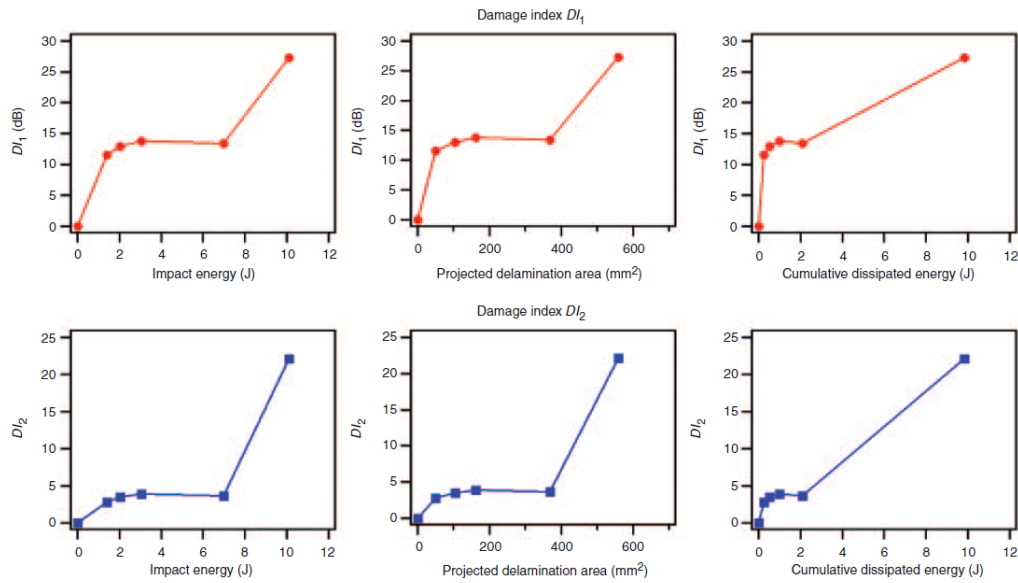 Damage index DI₁
30
25
20
15
10
5
0
DI₁ (dB)
0 2 4 6 8 10 12
Impact energy (J)
30
25
20
15
10
5
0
DI₁ (dB)
0 200 400 600
Projected delamination area (mm²)
30
25
20
15
10
5
0
DI₁ (dB)
0 2 4 6 8 10 12
Cumulative dissipated energy (J)
Damage index DI₂
25
20
15
10
5
0
DI₂
0 2 4 6 8 10 12
Impact energy (J)
25
20
15
10
5
0
DI₂
0 200 400 600
Projected delamination area (mm²)
25
20
15
10
5
0
DI₂
0 2 4 6 8 10 12
Cumulative dissipated energy (J)